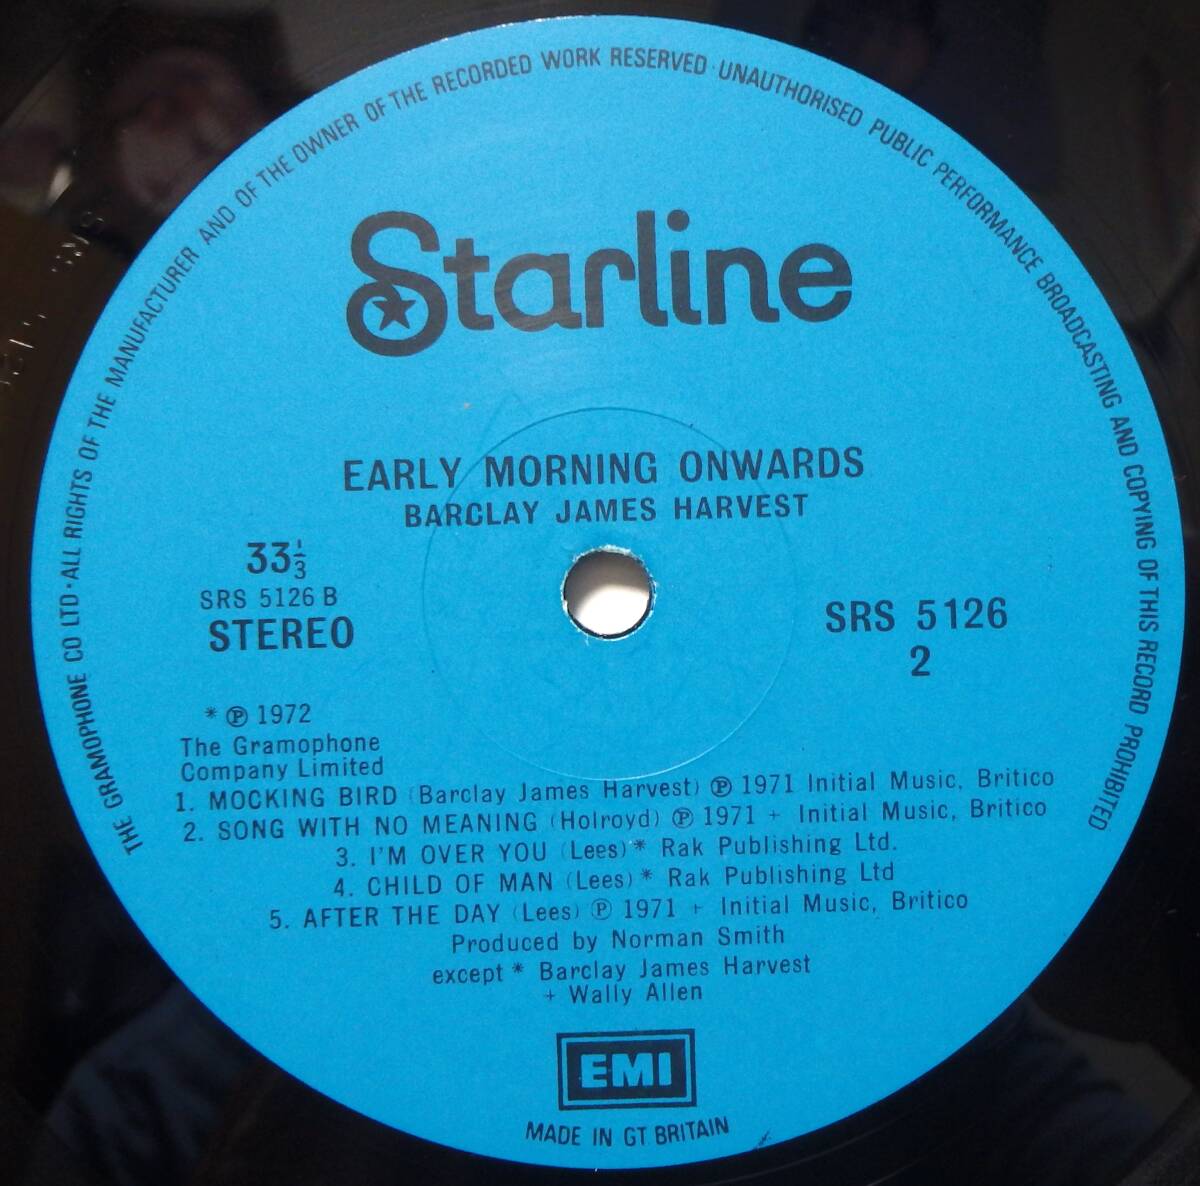 THE GRAMOPHONE CO LTD · ALL RIGHTS OF THE MANUFACTURER AND OF THE OWNER OF THE RECORDED WORK RESERVED · UNAUTHORISED PUBLIC PERFORMANCE BROADCASTING AND COPYING OF THIS RECORD PROHIBITED
Starline
EARLY MORNING ONWARDS
BARCLAY JAMES HARVEST
33⅓
SRS 5126 B
STEREO
SRS 5126
2
* ℗ 1972
The Gramophone
Company Limited
1. MOCKING BIRD (Barclay James Harvest) ℗ 1971 Initial Music, Britico
2. SONG WITH NO MEANING (Holroyd) ℗ 1971 + Initial Music, Britico
3. I'M OVER YOU (Lees)* Rak Publishing Ltd.
4. CHILD OF MAN (Lees)* Rak Publishing Ltd
5. AFTER THE DAY (Lees) ℗ 1971 + Initial Music, Britico
Produced by Norman Smith
except * Barclay James Harvest
+ Wally Allen
EMI
MADE IN GT. BRITAIN